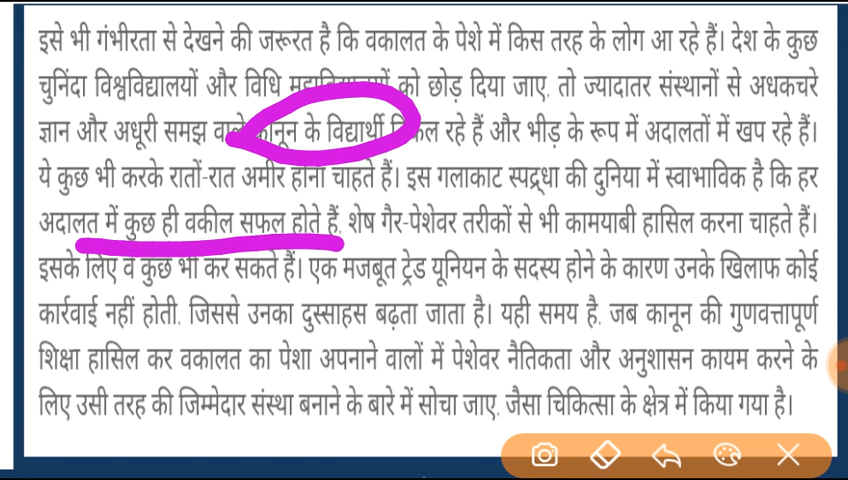 इसे भी गंभीरता से देखने की जरूरत है कि वकालत के पेशे में किस तरह के लोग आ रहे हैं। देश के कुछ
चुनिंदा विश्वविद्यालयों और विधि महाविद्यालयों को छोड़ दिया जाए, तो ज्यादातर संस्थानों से अधकचरे
ज्ञान और अधूरी समझ वाले कानून के विद्यार्थी निकल रहे हैं और भीड़ के रूप में अदालतों में खप रहे हैं।
ये कुछ भी करके रातों-रात अमीर होना चाहते हैं। इस गलाकाट स्पद्र्धा की दुनिया में स्वाभाविक है कि हर
अदालत में कुछ ही वकील सफल होते हैं, शेष गैर-पेशेवर तरीकों से भी कामयाबी हासिल करना चाहते हैं।
इसके लिए वे कुछ भी कर सकते हैं। एक मजबूत ट्रेड यूनियन के सदस्य होने के कारण उनके खिलाफ कोई
कार्रवाई नहीं होती, जिससे उनका दुस्साहस बढ़ता जाता है। यही समय है, जब कानून की गुणवत्तापूर्ण
शिक्षा हासिल कर वकालत का पेशा अपनाने वालों में पेशेवर नैतिकता और अनुशासन कायम करने के
लिए उसी तरह की जिम्मेदार संस्था बनाने के बारे में सोचा जाए, जैसा चिकित्सा के क्षेत्र में किया गया है।